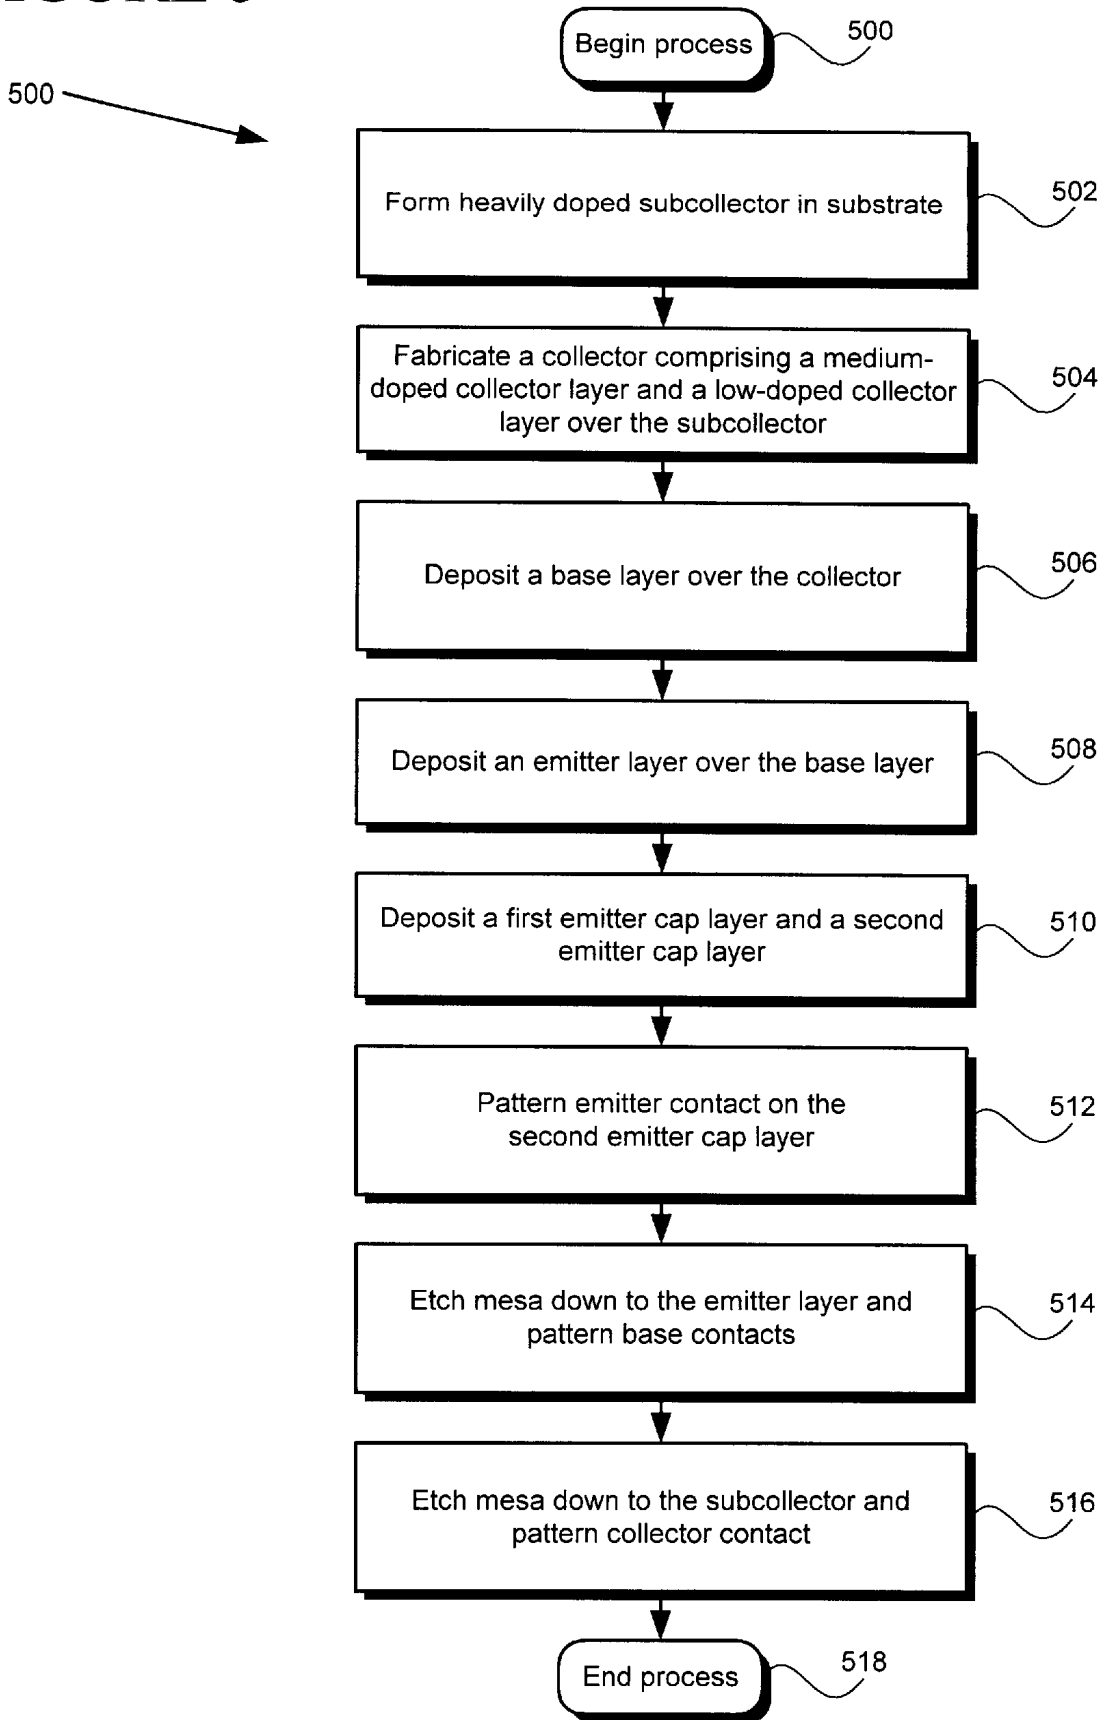 Begin process
500
500
Form heavily doped subcollector in substrate
502
Fabricate a collector comprising a medium-
doped collector layer and a low-doped collector
layer over the subcollector
504
Deposit a base layer over the collector
506
Deposit an emitter layer over the base layer
508
Deposit a first emitter cap layer and a second
emitter cap layer
510
Pattern emitter contact on the
second emitter cap layer
512
Etch mesa down to the emitter layer and
pattern base contacts
514
Etch mesa down to the subcollector and
pattern collector contact
516
End process
518